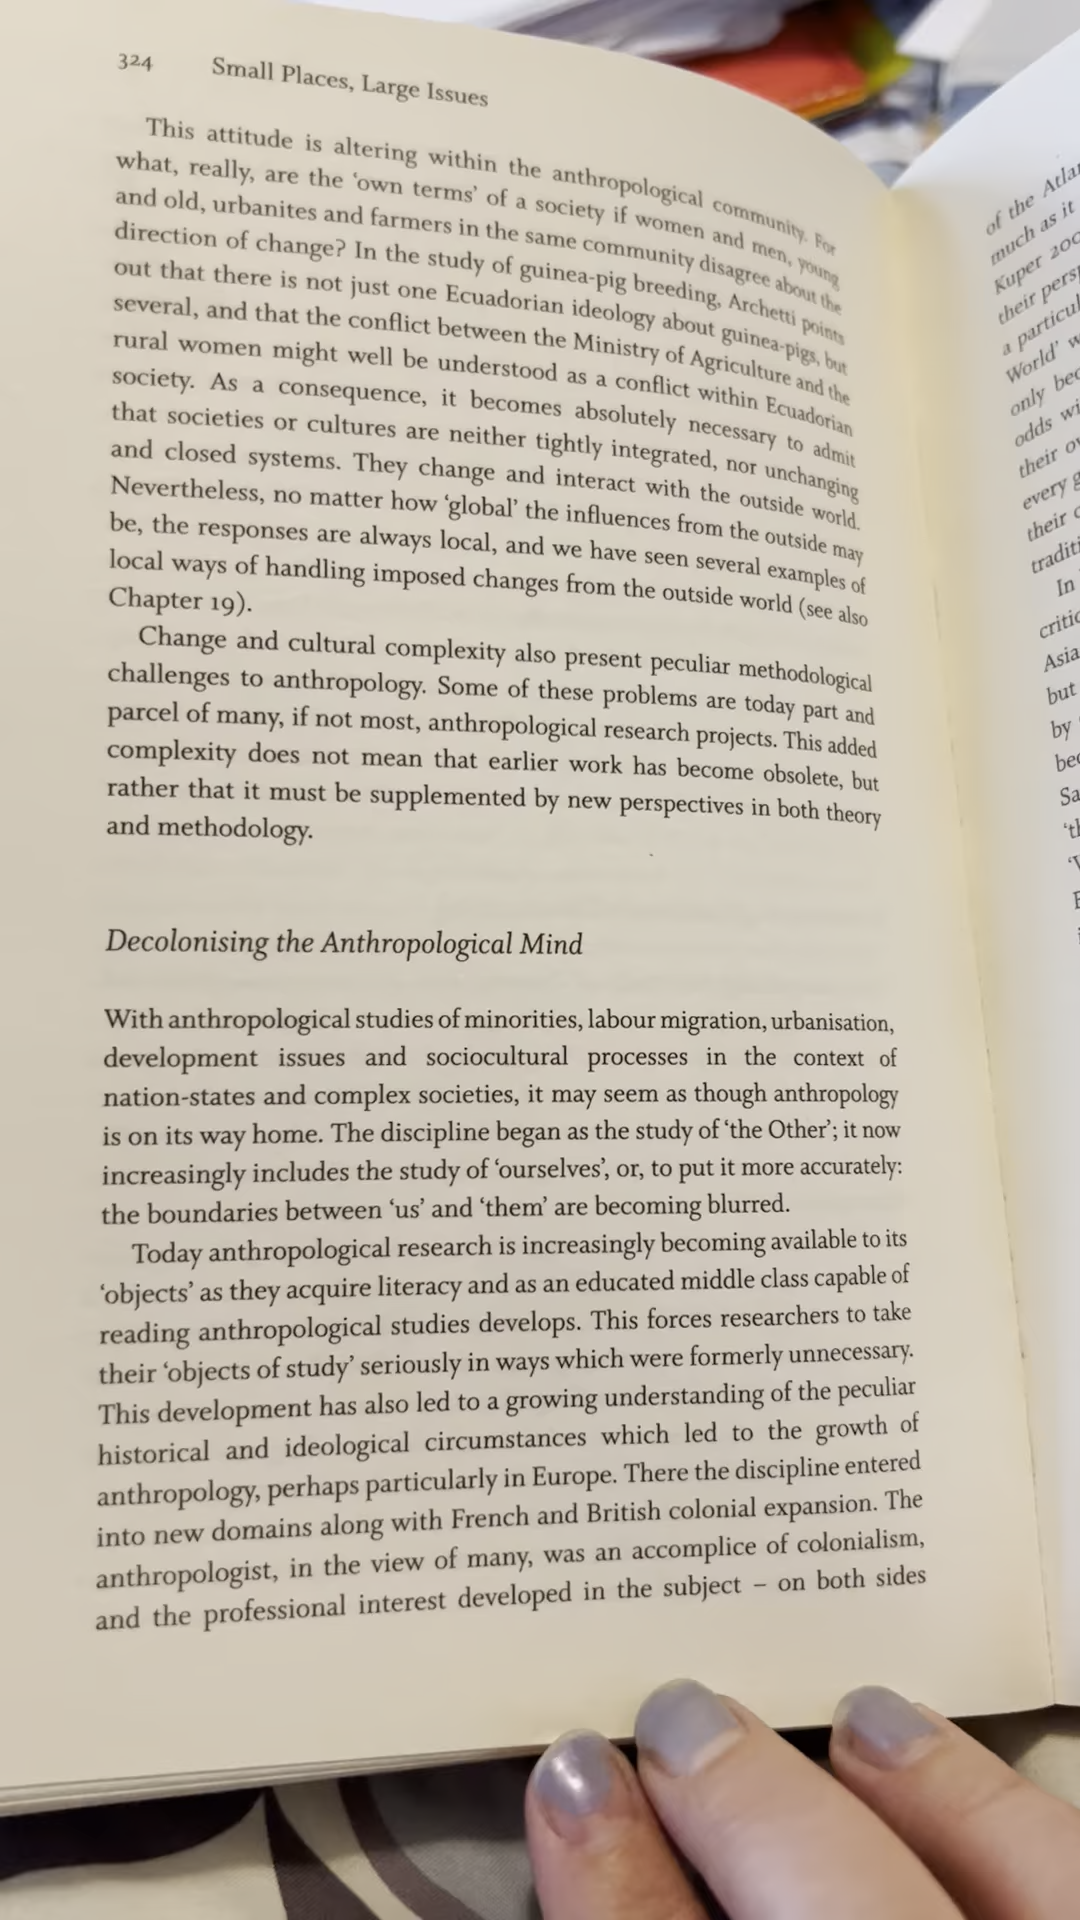 324 Small Places, Large Issues
This attitude is altering within the anthropological community. For
what, really, are the ‘own terms’ of a society if women and men, young
and old, urbanites and farmers in the same community disagree about the
direction of change? In the study of guinea-pig breeding, Archetti points
out that there is not just one Ecuadorian ideology about guinea-pigs, but
several, and that the conflict between the Ministry of Agriculture and the
rural women might well be understood as a conflict within Ecuadorian
society. As a consequence, it becomes absolutely necessary to admit
that societies or cultures are neither tightly integrated, nor unchanging
and closed systems. They change and interact with the outside world.
Nevertheless, no matter how ‘global’ the influences from the outside may
be, the responses are always local, and we have seen several examples of
local ways of handling imposed changes from the outside world (see also
Chapter 19).
Change and cultural complexity also present peculiar methodological
challenges to anthropology. Some of these problems are today part and
parcel of many, if not most, anthropological research projects. This added
complexity does not mean that earlier work has become obsolete, but
rather that it must be supplemented by new perspectives in both theory
and methodology.
Decolonising the Anthropological Mind
With anthropological studies of minorities, labour migration, urbanisation,
development issues and sociocultural processes in the context of
nation-states and complex societies, it may seem as though anthropology
is on its way home. The discipline began as the study of ‘the Other’; it now
increasingly includes the study of ‘ourselves’, or, to put it more accurately:
the boundaries between ‘us’ and ‘them’ are becoming blurred.
Today anthropological research is increasingly becoming available to its
‘objects’ as they acquire literacy and as an educated middle class capable of
reading anthropological studies develops. This forces researchers to take
their ‘objects of study’ seriously in ways which were formerly unnecessary.
This development has also led to a growing understanding of the peculiar
historical and ideological circumstances which led to the growth of
anthropology, perhaps particularly in Europe. There the discipline entered
into new domains along with French and British colonial expansion. The
anthropologist, in the view of many, was an accomplice of colonialism,
and the professional interest developed in the subject – on both sides
of the
much as it
Kuper
their
a
World’
only
odds
their
every
their
In
Asia
but
by